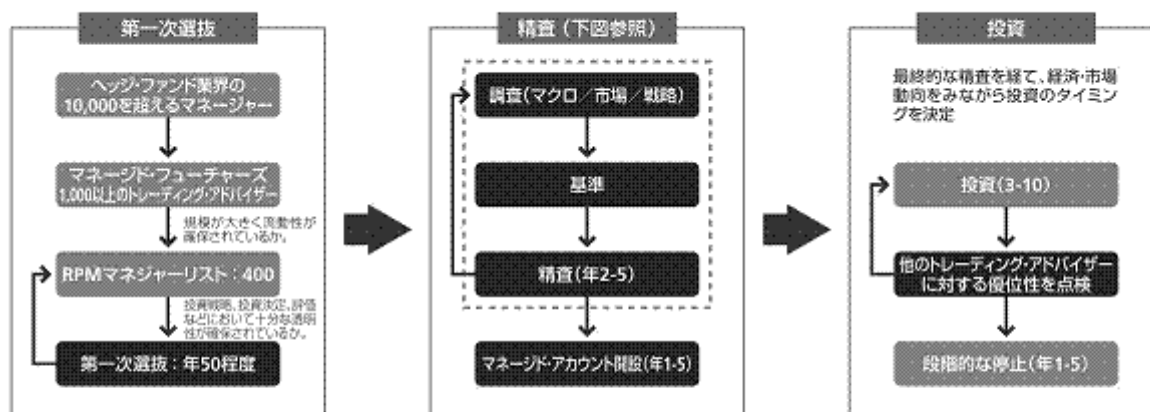 第一次選抜
ヘッジ・ファンド業界の
10,000を超えるマネージャー
マネージド・フューチャーズ
1,000以上のトレーディング・アドバイザー
規模が大きく流動性が
確保されているか。
RPMマネジャーリスト：400
投資戦略、投資決定、評価
などにおいて十分な透明
性が確保されているか。
第一次選抜：年50程度
精査（下図参照）
調査（マクロ／市場／戦略）
基準
精査（年2-5）
マネージド・アカウント開設（年1-5）
投資
最終的な精査を経て、経済・市場
動向をみながら投資のタイミン
グを決定
投資（3-10）
他のトレーディング・アドバイザー
に対する優位性を点検
段階的な停止（年1-5）